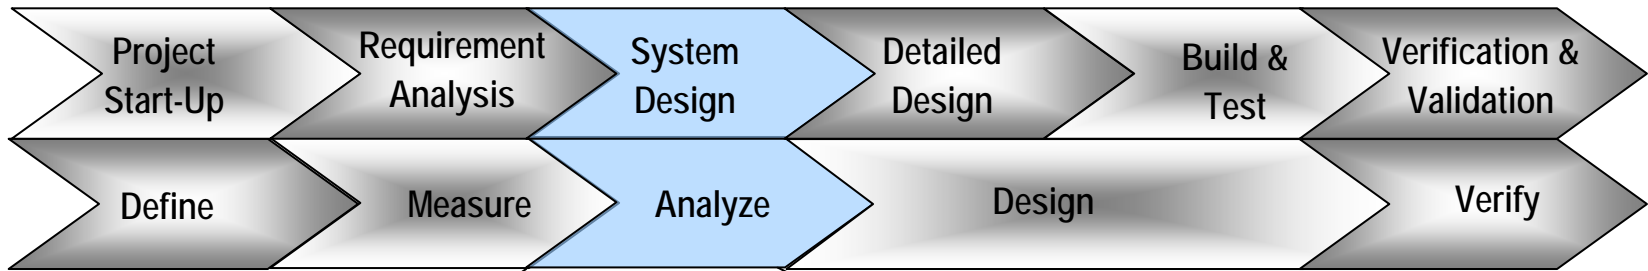 Project
Start-Up
Requirement
Analysis
System
Design
Detailed
Design
Build &
Test
Verification &
Validation
Define
Measure
Analyze
Design
Verify